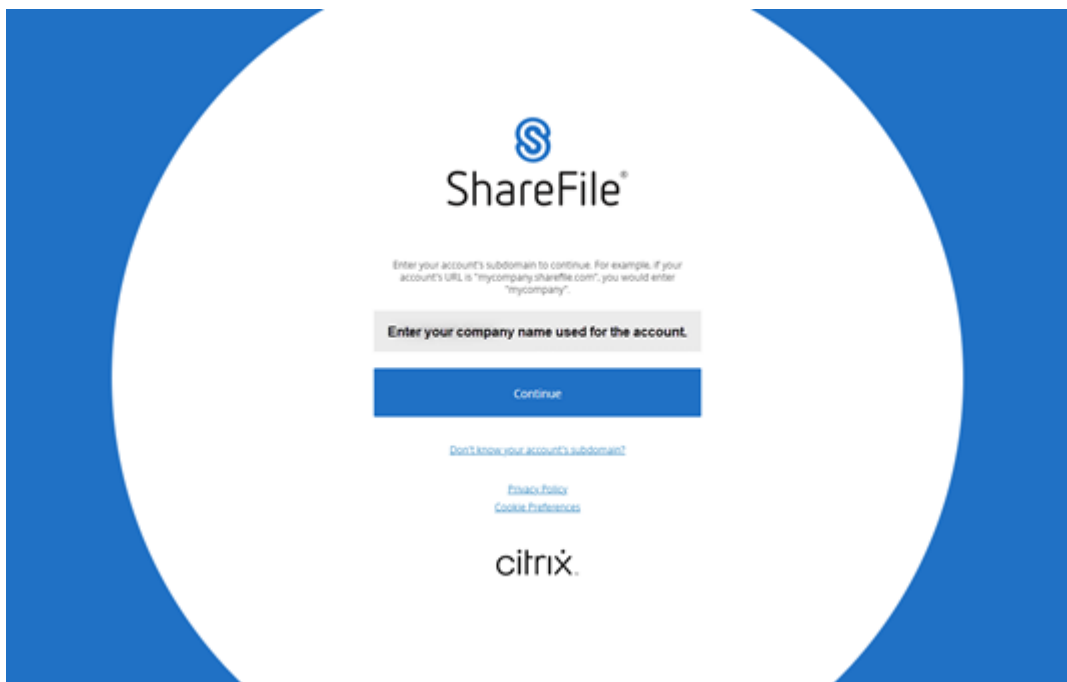 ShareFile®
Enter your account's subdomain to continue. For example, if your
account's URL is "mycompany.sharefile.com", you would enter
"mycompany".
Enter your company name used for the account.
Continue
Don't know your account's subdomain?
Privacy Policy
Cookie Preferences
citrix.